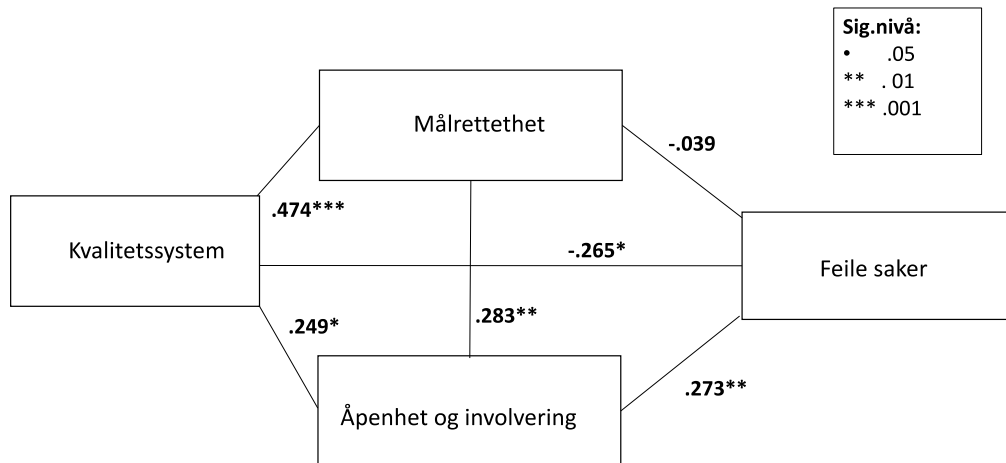 Sig.nivå:
• .05
** . 01
*** .001
Målrettethet
-.039
.474***
Kvalitetssystem
-.265*
Feile saker
.249*
.283**
.273**
Åpenhet og involvering